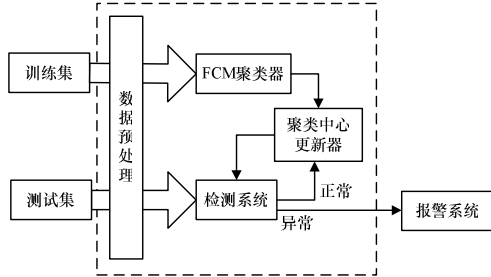 训练集
数据预处理
FCM聚类器
聚类中心
更新器
测试集
检测系统
正常
异常
报警系统